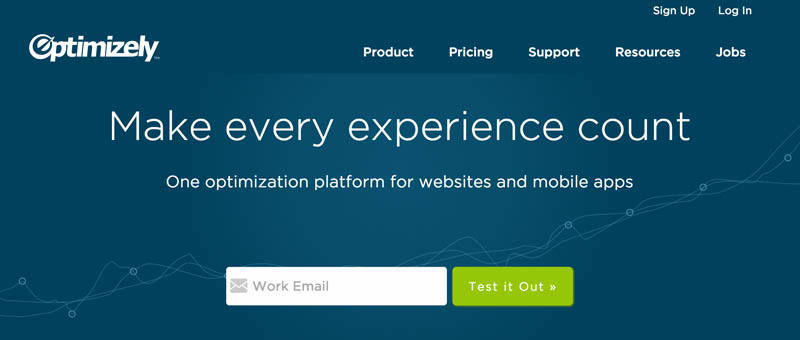 Sign Up Log In
Optimizely
Product Pricing Support Resources Jobs
Make every experience count
One optimization platform for websites and mobile apps
Work Email
Test it Out »